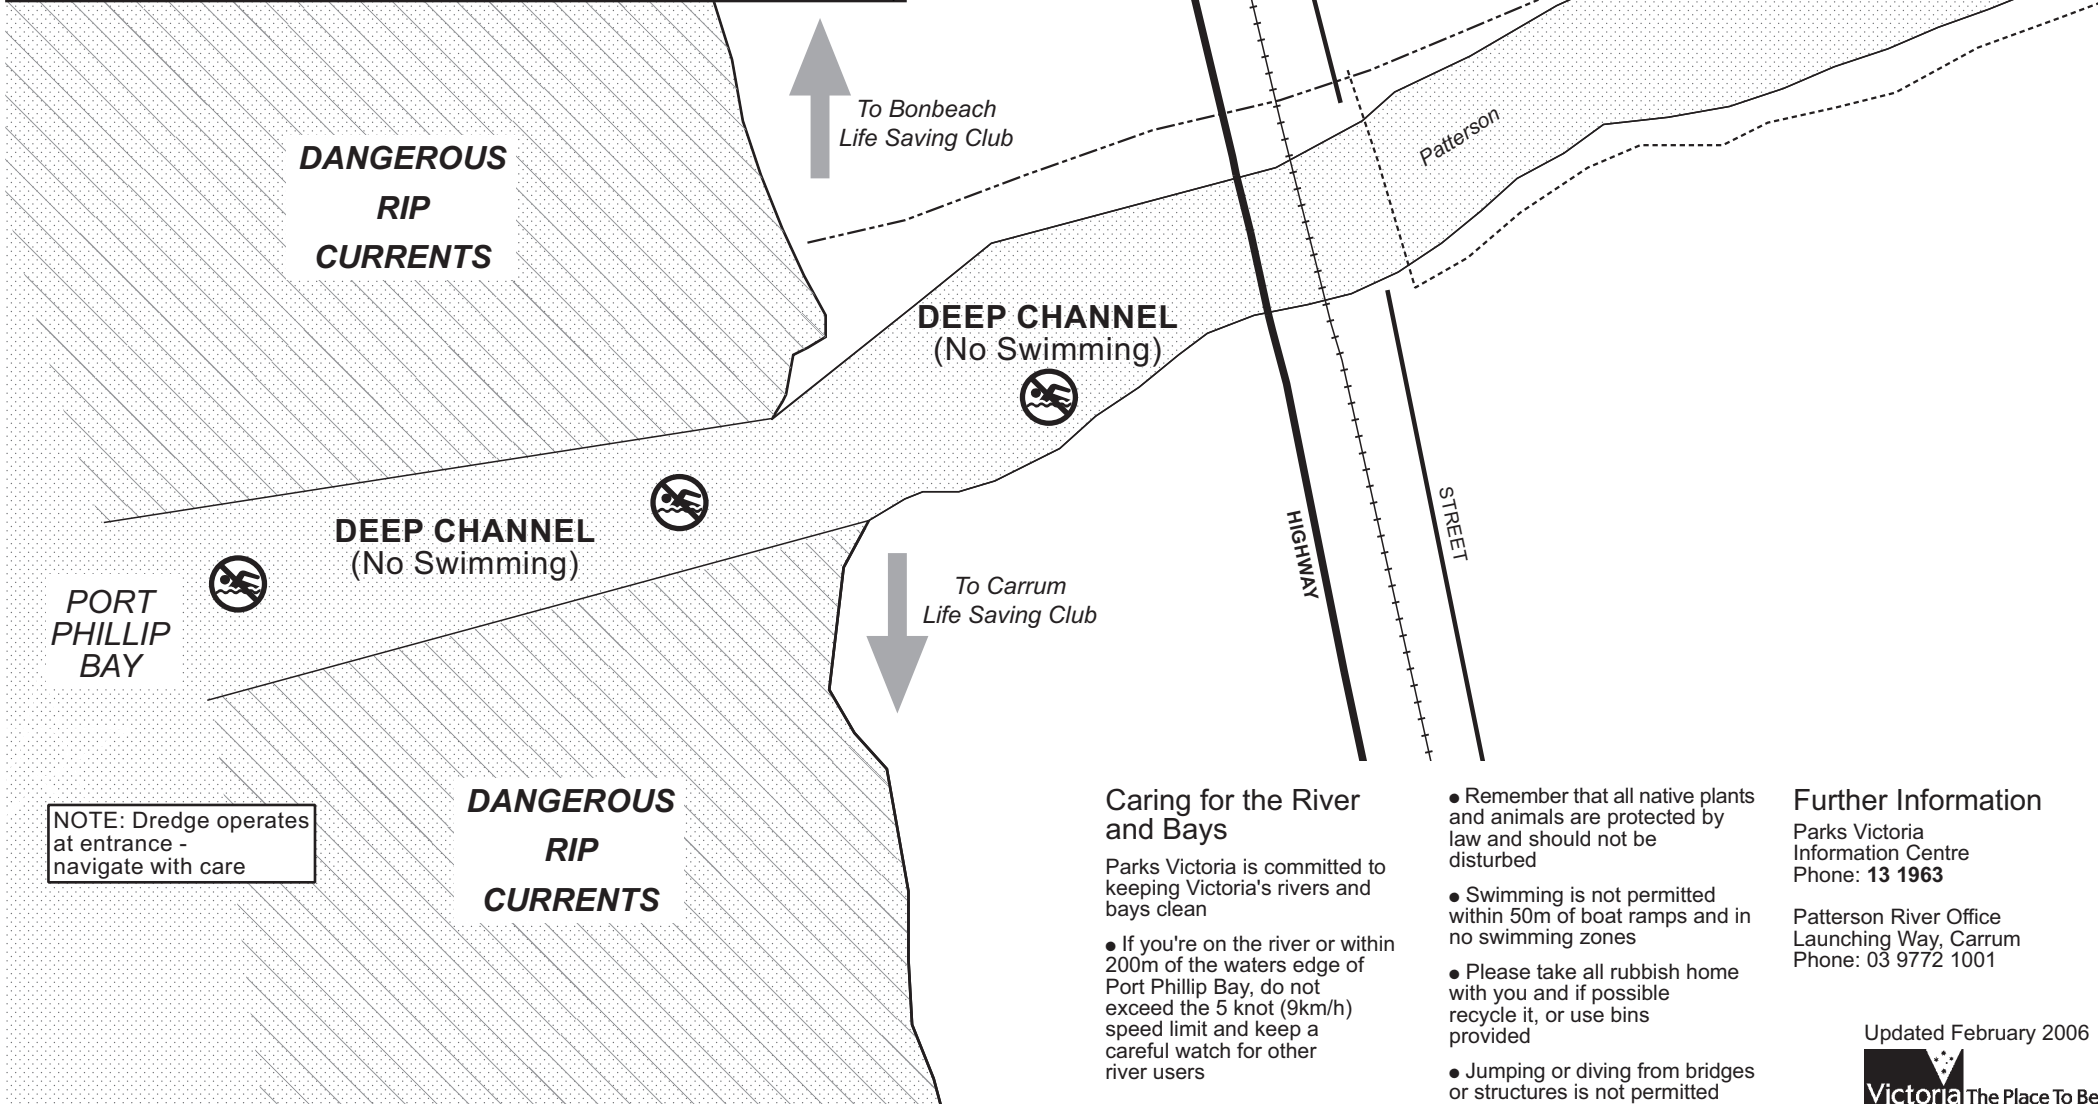 To Bonbeach
Life Saving Club
DANGEROUS
RIP
CURRENTS
Patterson
DEEP CHANNEL
(No Swimming)
DEEP CHANNEL
(No Swimming)
PORT
PHILLIP
BAY
To Carrum
Life Saving Club
HIGHWAY
STREET
NOTE: Dredge operates
at entrance -
navigate with care
DANGEROUS
RIP
CURRENTS
Caring for the River
and Bays
Parks Victoria is committed to
keeping Victoria's rivers and
bays clean
● If you're on the river or within
200m of the waters edge of
Port Phillip Bay, do not
exceed the 5 knot (9km/h)
speed limit and keep a
careful watch for other
river users
● Remember that all native plants
and animals are protected by
law and should not be
disturbed
● Swimming is not permitted
within 50m of boat ramps and in
no swimming zones
● Please take all rubbish home
with you and if possible
recycle it, or use bins
provided
● Jumping or diving from bridges
or structures is not permitted
Further Information
Parks Victoria
Information Centre
Phone: 13 1963
Patterson River Office
Launching Way, Carrum
Phone: 03 9772 1001
Updated February 2006
Victoria The Place To Be